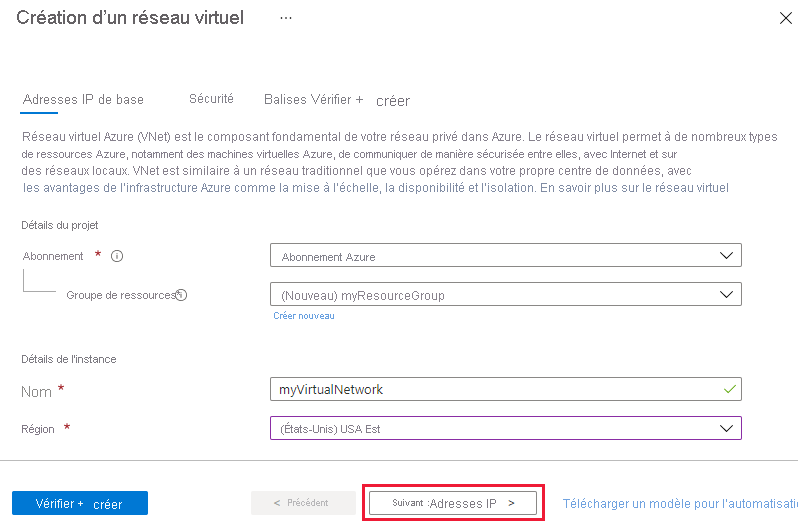 Création d’un réseau virtuel ...
Adresses IP de base Sécurité Balises Vérifier + créer
Réseau virtuel Azure (VNet) est le composant fondamental de votre réseau privé dans Azure. Le réseau virtuel permet à de nombreux types
de ressources Azure, notamment des machines virtuelles Azure, de communiquer de manière sécurisée entre elles, avec Internet et sur
des réseaux locaux. VNet est similaire à un réseau traditionnel que vous opérez dans votre propre centre de données, avec
les avantages de l’infrastructure Azure comme la mise à l’échelle, la disponibilité et l’isolation. En savoir plus sur le réseau virtuel
Détails du projet
Abonnement * Abonnement Azure
Groupe de ressources (Nouveau) myResourceGroup
Créer nouveau
Détails de l'instance
Nom * myVirtualNetwork
Région * (États-Unis) USA Est
Vérifier + créer < Précédent Suivant :Adresses IP > Télécharger un modèle pour l’automatisati